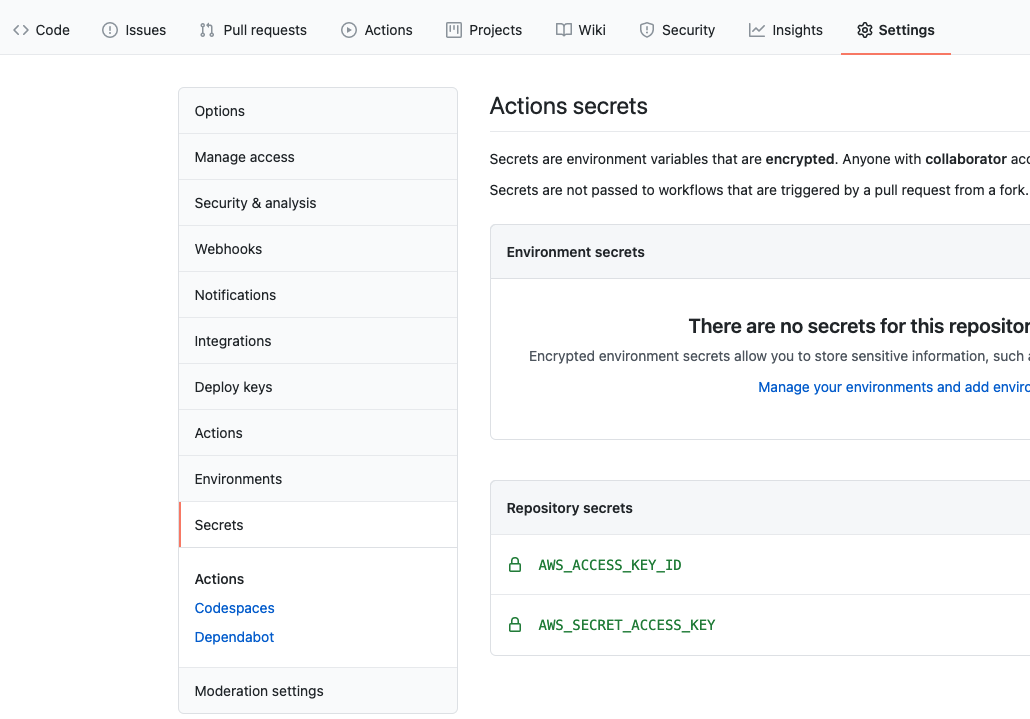 Code Issues Pull requests Actions Projects Wiki Security Insights Settings
Options
Manage access
Security & analysis
Webhooks
Notifications
Integrations
Deploy keys
Actions
Environments
Secrets
Actions
Codespaces
Dependabot
Moderation settings
Actions secrets
Secrets are environment variables that are encrypted. Anyone with collaborator
Secrets are not passed to workflows that are triggered by a pull request from a fork.
Environment secrets
There are no secrets for this
Encrypted environment secrets allow you to store sensitive information, such
Manage your environments and add
Repository secrets
AWS_ACCESS_KEY_ID
AWS_SECRET_ACCESS_KEY